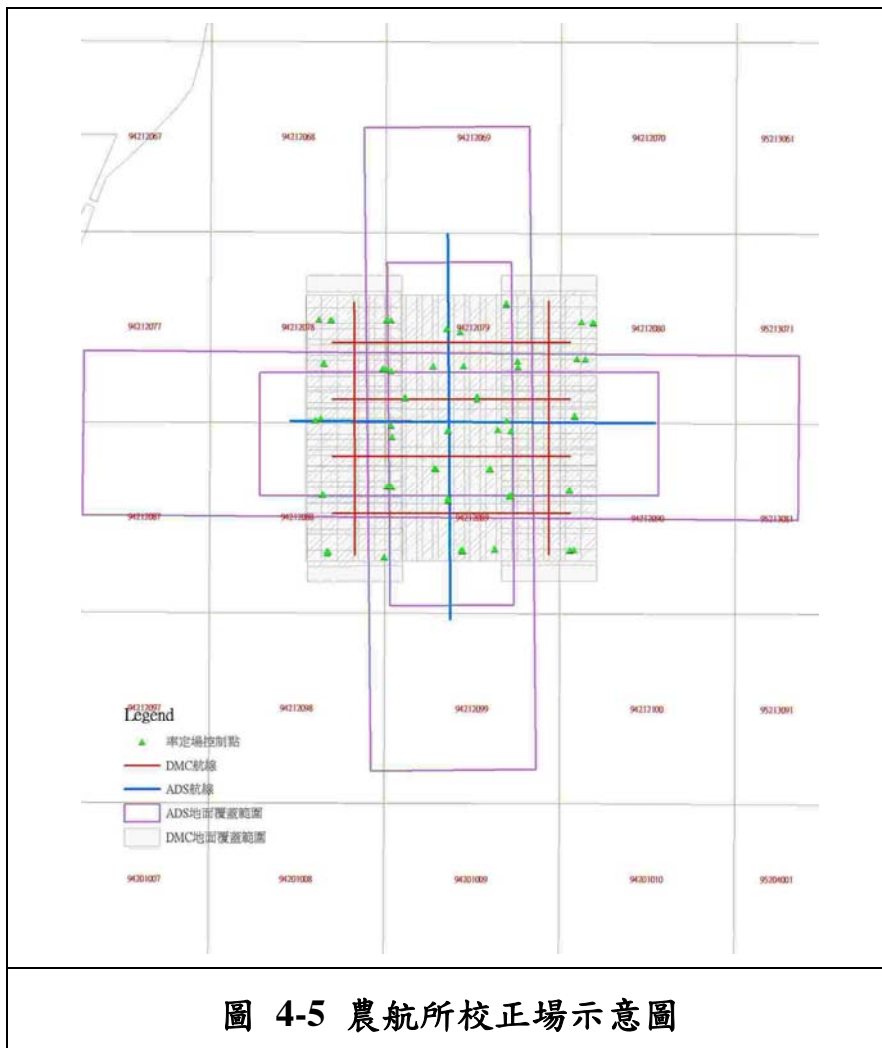 94212067 94212068 94212069 94212070 95213061
94212077 94212078 94212079 94212080 95213071
94212087 94212088 94212089 94212090 95213081
94212097 94212098 94212099 94212100 95213091
Legend
率定場控制點
DMC航線
ADS航線
ADS地面覆蓋範圍
DMC地面覆蓋範圍
94201007 94201008 94201009 94201010 95204001
圖 4-5 農航所校正場示意圖